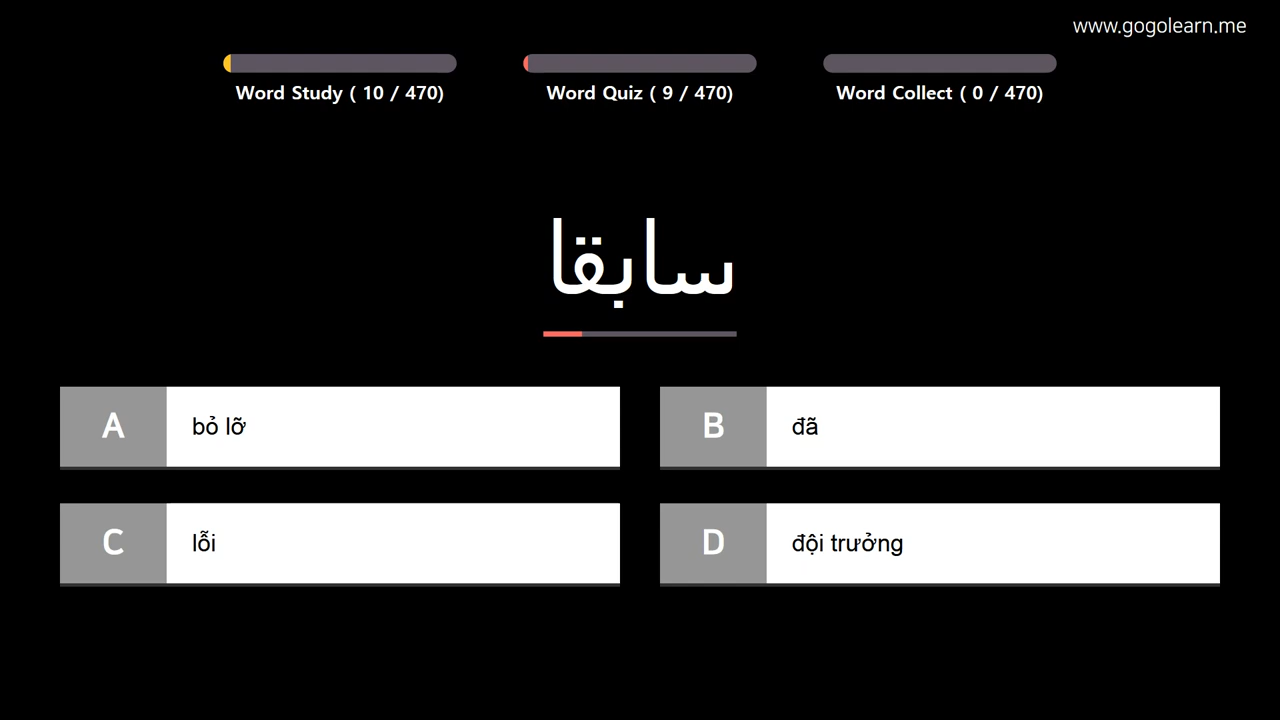 www.gogolearn.me
Word Study ( 10 / 470)
Word Quiz ( 9 / 470)
Word Collect ( 0 / 470)
سابقا
A bỏ lỡ
B đã
C lỗi
D đội trưởng